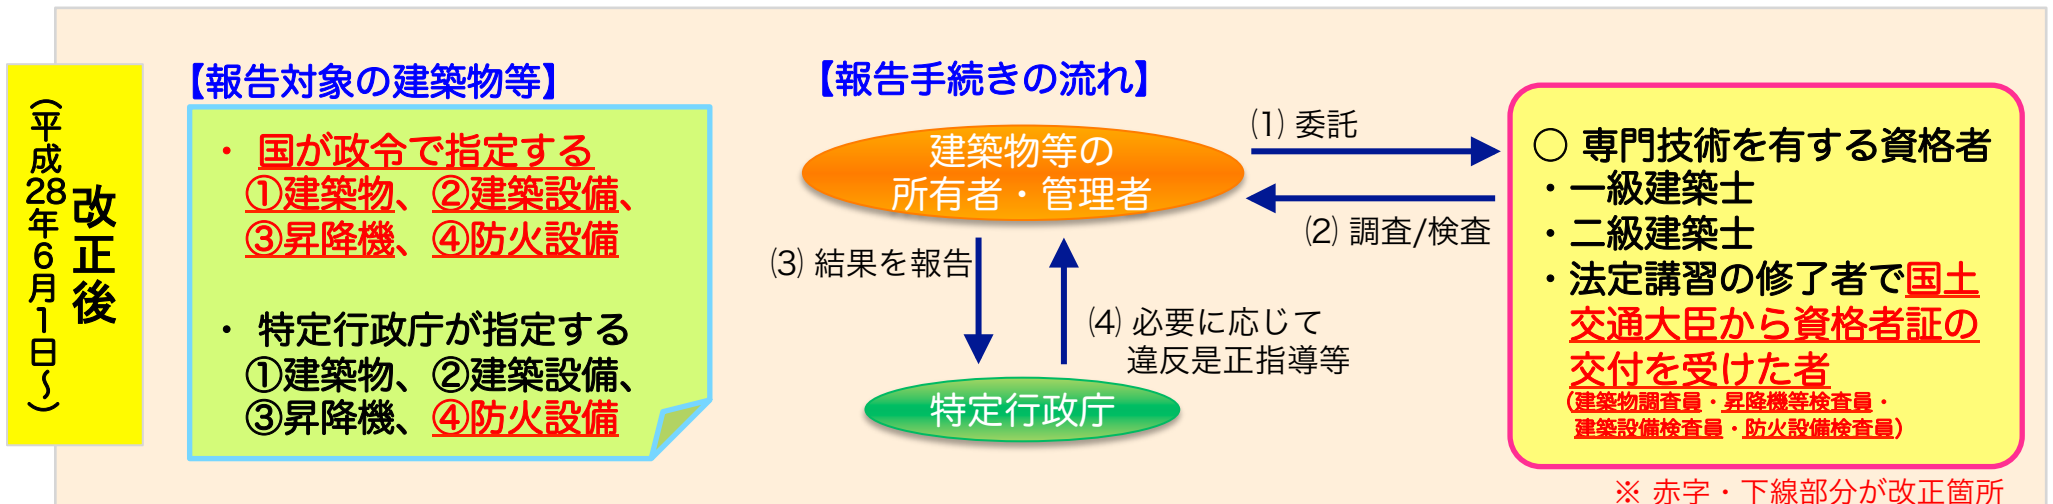 改正後
（平成28年6月1日～）
【報告対象の建築物等】
・ 国が政令で指定する
①建築物、②建築設備、
③昇降機、④防火設備
・ 特定行政庁が指定する
①建築物、②建築設備、
③昇降機、④防火設備
【報告手続きの流れ】
建築物等の
所有者・管理者
⑴ 委託
⑵ 調査/検査
⑶ 結果を報告
⑷ 必要に応じて
違反是正指導等
特定行政庁
○ 専門技術を有する資格者
・一級建築士
・二級建築士
・法定講習の修了者で国土
交通大臣から資格者証の
交付を受けた者
（建築物調査員・昇降機等検査員・
建築設備検査員・防火設備検査員）
※ 赤字・下線部分が改正箇所